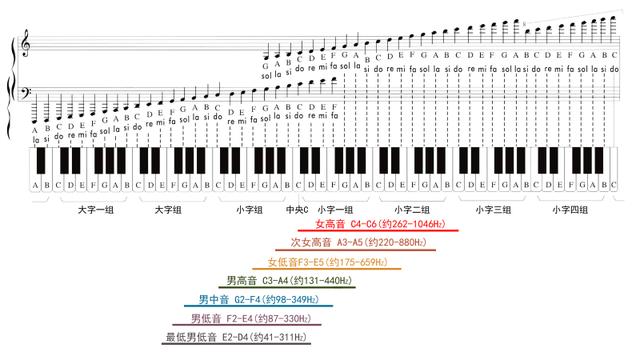 G A B C D E F G A B C D E F G A B C D E F G A B C D E F G A B C
sol la si do re mi fa sol la si do re mi fa sol la si do re mi fa sol la si do re mi fa sol la si do
A B C D E F G A B C D E F G A B C D E F G A B C D E F
la si do re mi fa sol la si do re mi fa sol la si do re mi fa sol la si do re mi fa
A B C D E F G A B C D E F G A B C D E F G A B C D E F G A B C D E F G A B C D E F G A B C D E F G A B C
大字一组 大字组 小字组 中央C 小字一组 小字二组 小字三组 小字四组
女高音 C4-C6(约262-1046Hz)
次女高音 A3-A5(约220-880Hz)
女低音F3-E5(约175-659Hz)
男高音 C3-A4(约131-440Hz)
男中音 G2-F4(约98-349Hz)
男低音 F2-E4(约87-330Hz)
最低男低音 E2-D4(约41-311Hz)